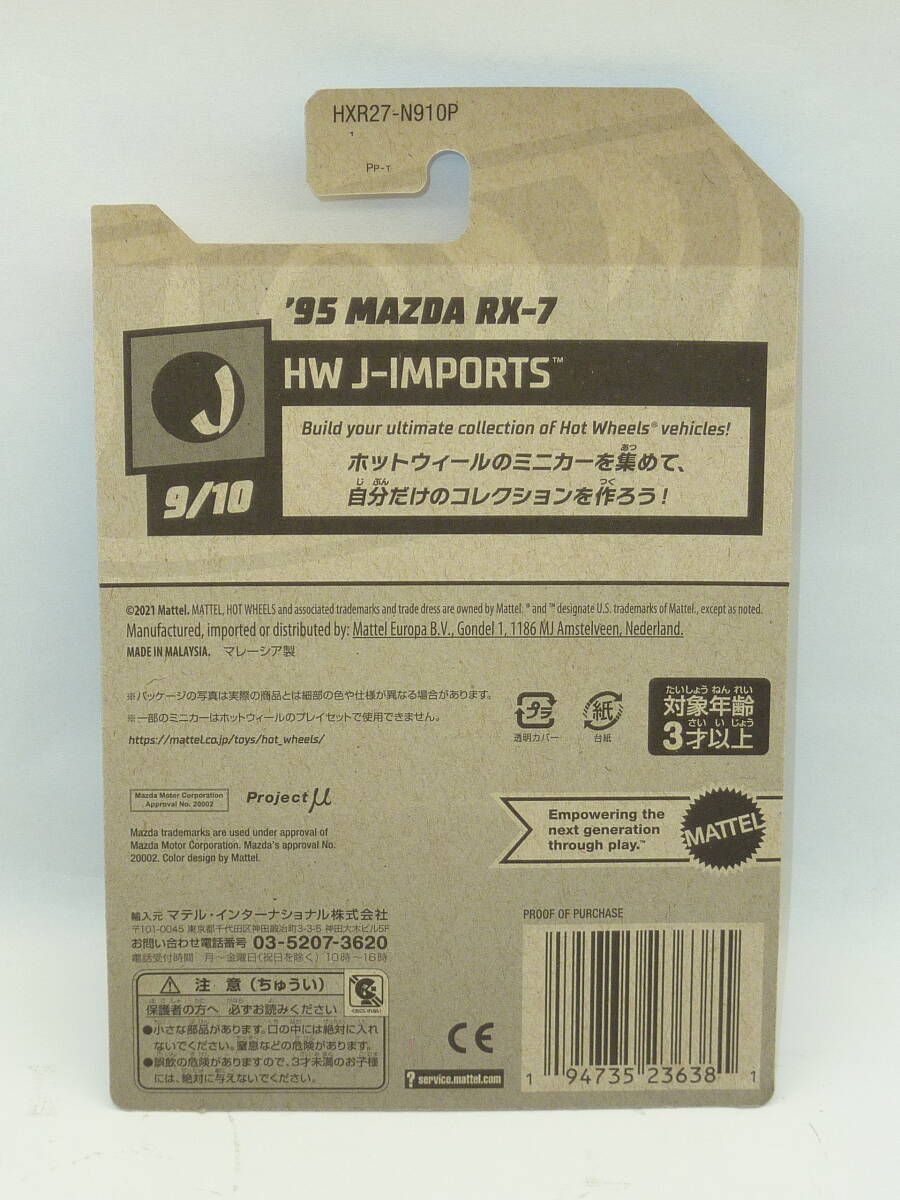 HXR27-N910P
1
PP-T
'95 MAZDA RX-7
J
HW J-IMPORTS™
9/10
Build your ultimate collection of Hot Wheels® vehicles!
ホットウィールのミニカーを集めて、
自分だけのコレクションを作ろう！
©2021 Mattel. MATTEL, HOT WHEELS and associated trademarks and trade dress are owned by Mattel. ® and ™ designate U.S. trademarks of Mattel., except as noted.
Manufactured, imported or distributed by: Mattel Europa B.V., Gondel 1, 1186 MJ Amstelveen, Nederland.
MADE IN MALAYSIA. マレーシア製
※パッケージの写真は実際の商品とは細部の色や仕様が異なる場合があります。
※一部のミニカーはホットウィールのプレイセットで使用できません。
https://mattel.co.jp/toys/hot_wheels/
プラ
透明カバー
紙
台紙
対象年齢
3才以上
Mazda Motor Corporation
Approval No. 20002
Project μ
Mazda trademarks are used under approval of
Mazda Motor Corporation. Mazda's approval No.
20002. Color design by Mattel.
Empowering the
next generation
through play.™
MATTEL
輸入元 マテル・インターナショナル株式会社
〒101-0045 東京都千代田区神田鍛冶町3-3-5 神田大木ビル5F
お問い合わせ電話番号 03-5207-3620
電話受付時間 月～金曜日(祝日を除く) 10時～16時
⚠ 注 意 (ちゅうい)
保護者の方へ 必ずお読みください
●小さな部品があります。口の中には絶対に入れ
ないでください。窒息などの危険があります。
●誤飲の危険がありますので、3才未満のお子様
には、絶対に与えないでください。
CE
? service.mattel.com
PROOF OF PURCHASE
1 94735 23638 1